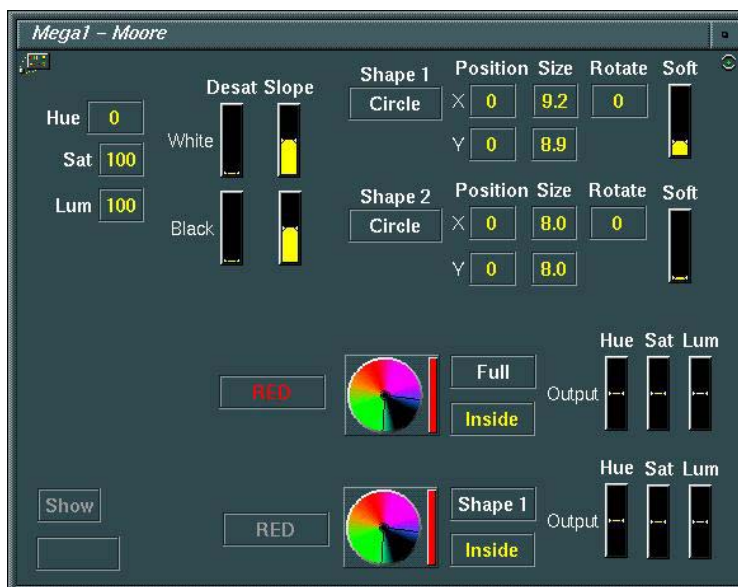 Mega1 – Moore
Desat Slope
Hue 0
Sat 100
Lum 100
White
Black
Shape 1 Position Size Rotate Soft
Circle X 0 9.2 0
Y 0 8.9
Shape 2 Position Size Rotate Soft
Circle X 0 8.0 0
Y 0 8.0
Hue Sat Lum
RED Full Output
Inside
Hue Sat Lum
Show RED Shape 1 Output
Inside